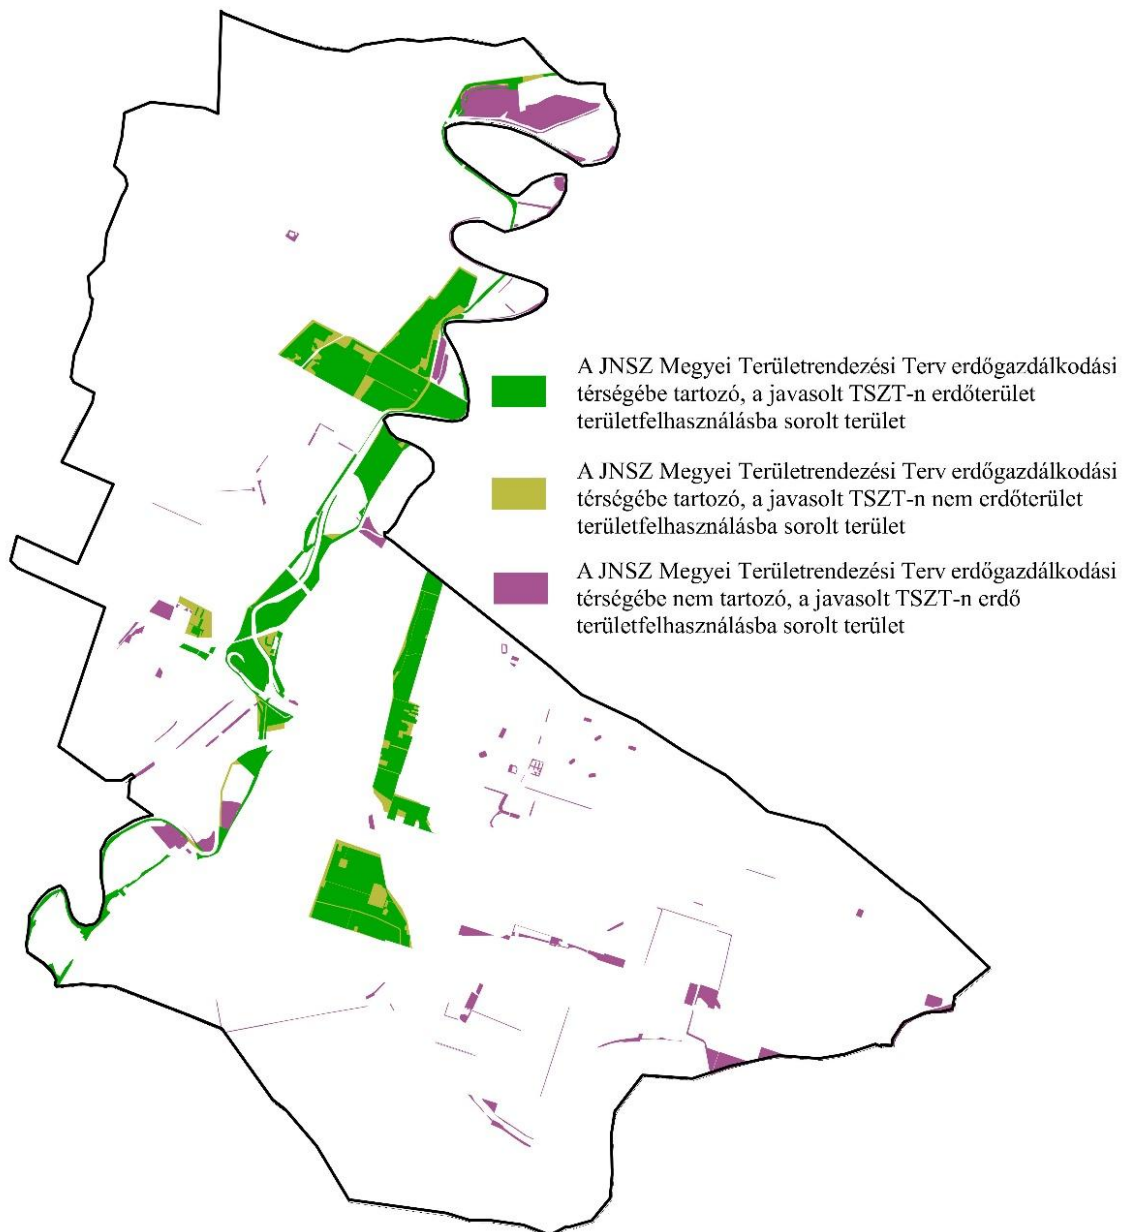 A JNSZ Megyei Területrendezési Terv erdőgazdálkodási
térségébe tartozó, a javasolt TSZT-n erdőterület
területfelhasználásba sorolt terület
A JNSZ Megyei Területrendezési Terv erdőgazdálkodási
térségébe tartozó, a javasolt TSZT-n nem erdőterület
területfelhasználásba sorolt terület
A JNSZ Megyei Területrendezési Terv erdőgazdálkodási
térségébe nem tartozó, a javasolt TSZT-n erdő
területfelhasználásba sorolt terület